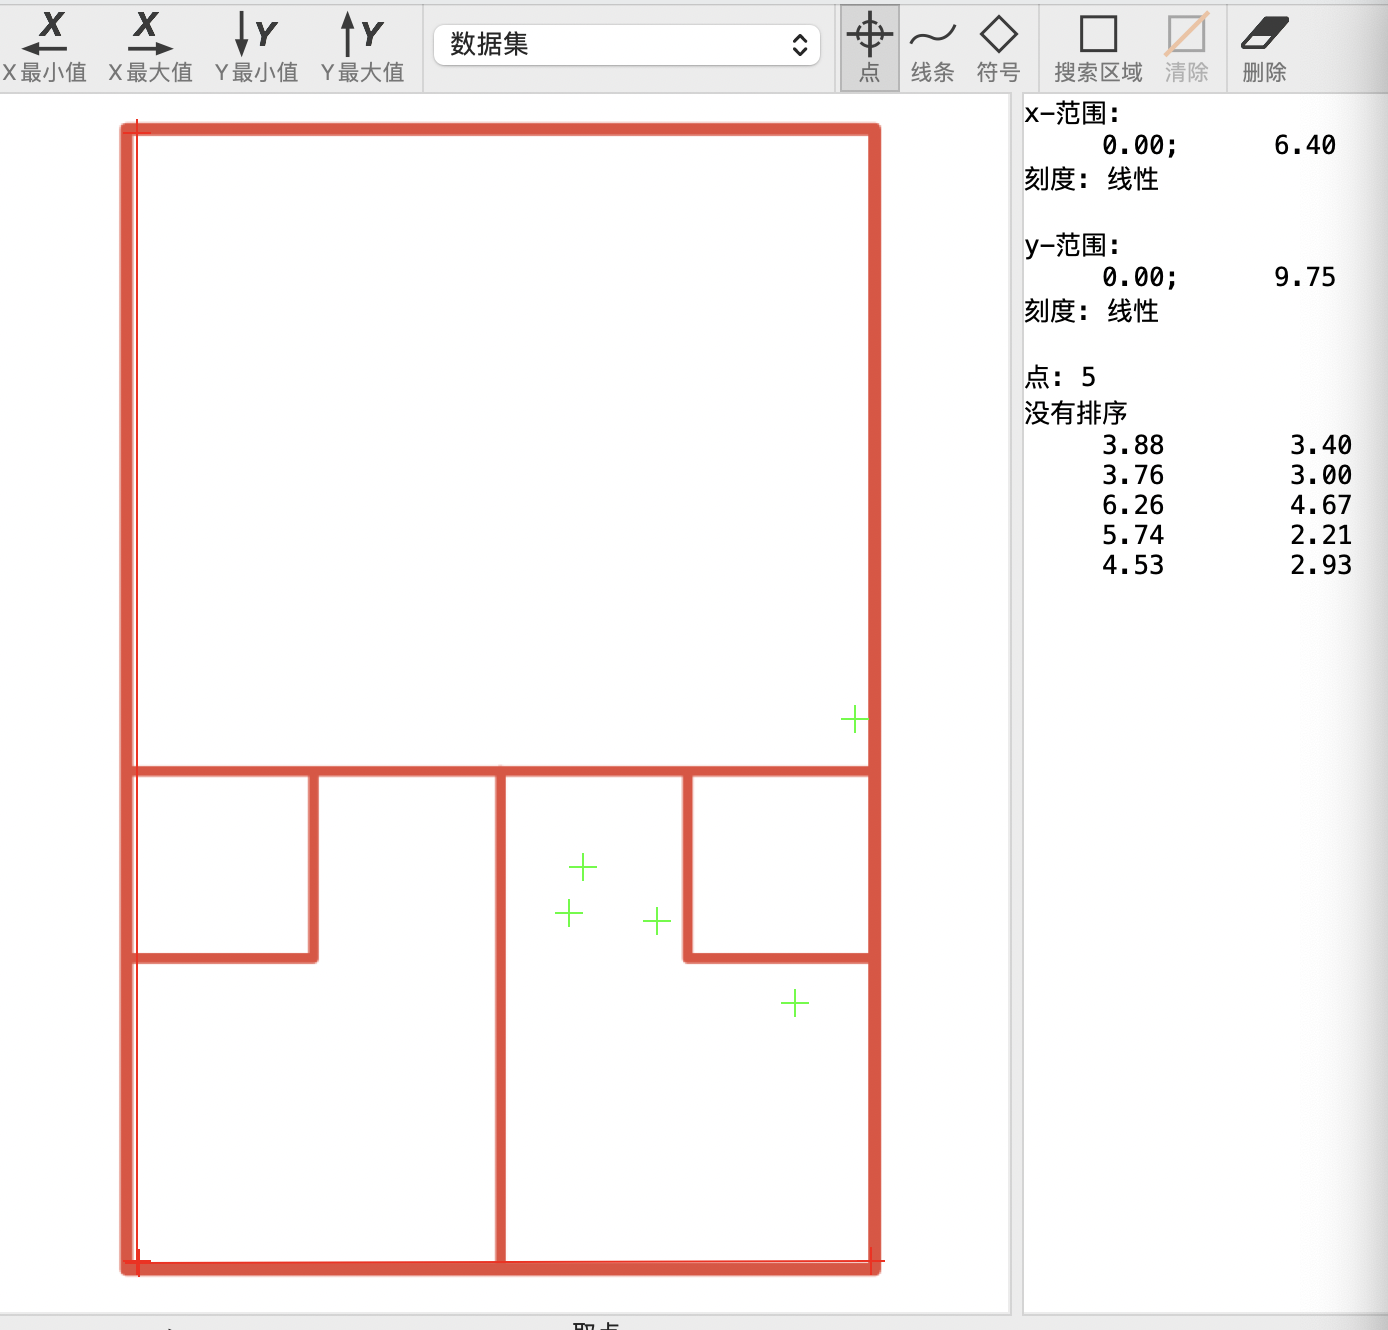 X
X
Y
Y
X最小值
X最大值
Y最小值
Y最大值
数据集
点
线条
符号
搜索区域
清除
删除
x-范围:
0.00; 6.40
刻度: 线性
y-范围:
0.00; 9.75
刻度: 线性
点: 5
没有排序
3.88 3.40
3.76 3.00
6.26 4.67
5.74 2.21
4.53 2.93
取点